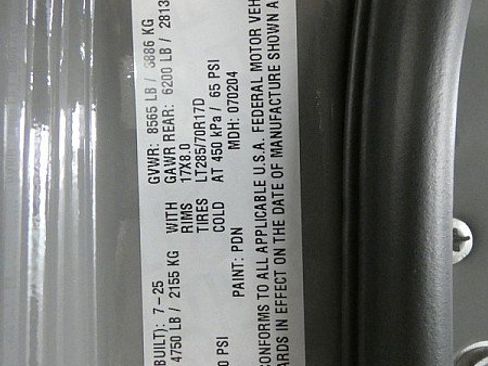 BUILT): 7-25 GVWR: 8565 LB / 3886 KG
4750 LB / 2155 KG WITH GAWR REAR: 6200 LB / 2813
RIMS 17X8.0
TIRES LT285/70R17D
0 PSI COLD AT 450 kPa / 65 PSI
PAINT: PDN MDH: 070204
CONFORMS TO ALL APPLICABLE U.S.A. FEDERAL MOTOR VEH
ARDS IN EFFECT ON THE DATE OF MANUFACTURE SHOWN A